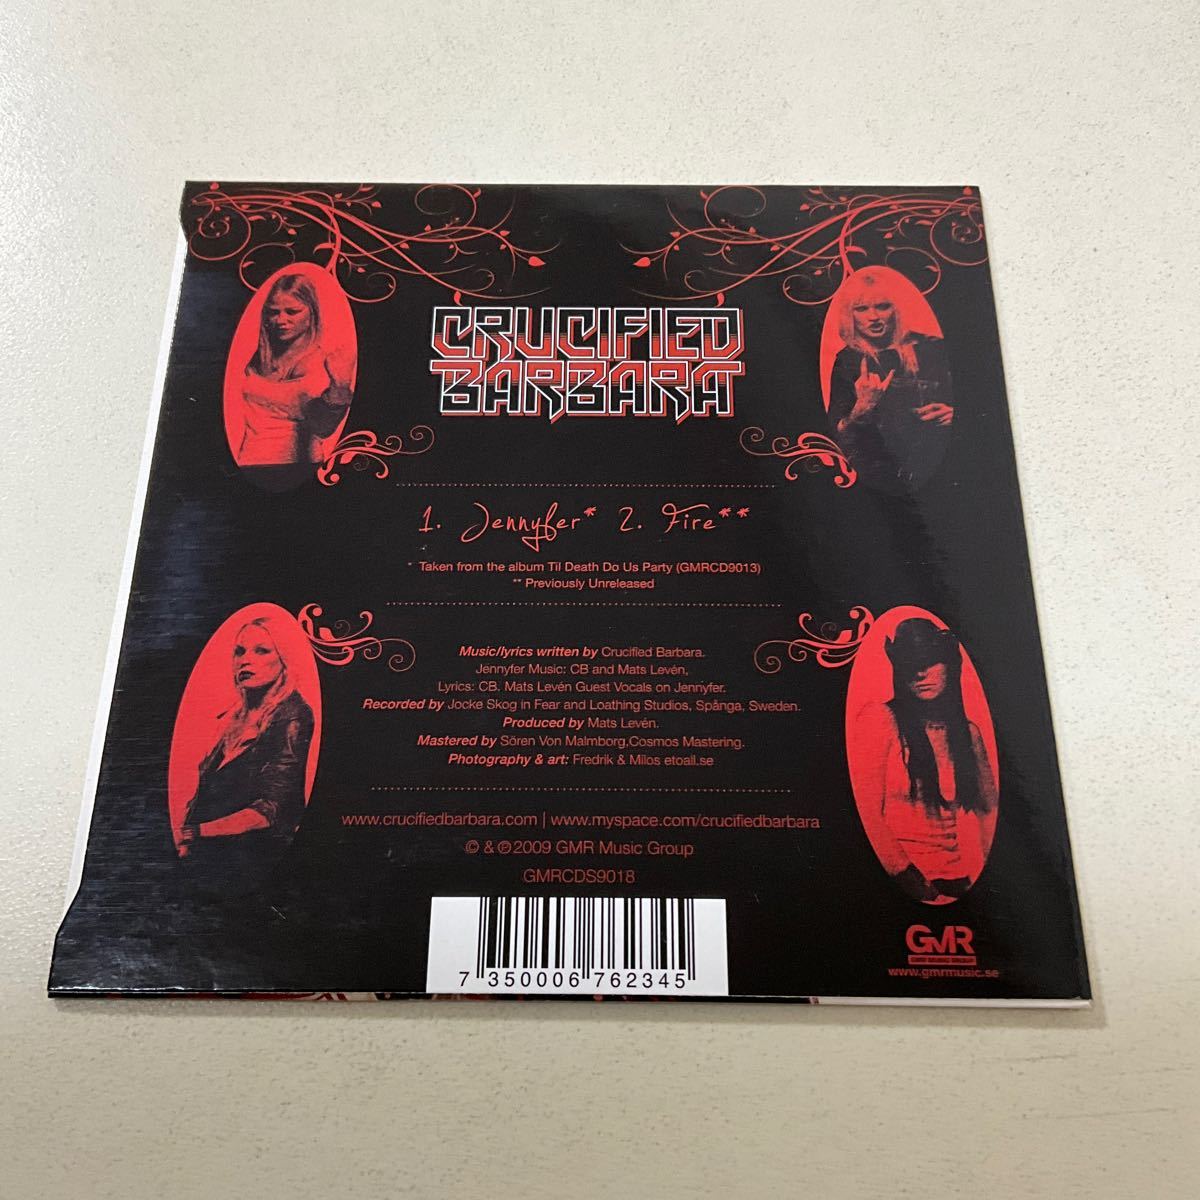 CRUCIFIED
BARBARA
1. Jennyfer* 2. Fire**
* Taken from the album Til Death Do Us Party (GMRCD9013)
** Previously Unreleased
Music/lyrics written by Crucified Barbara.
Jennyfer Music: CB and Mats Levén,
Lyrics: CB. Mats Levén Guest Vocals on Jennyfer.
Recorded by Jocke Skog in Fear and Loathing Studios, Spånga, Sweden.
Produced by Mats Levén.
Mastered by Sören Von Malmborg,Cosmos Mastering.
Photography & art: Fredrik & Milos etoall.se
www.crucifiedbarbara.com | www.myspace.com/crucifiedbarbara
© & ℗ 2009 GMR Music Group
GMRCDS9018
7 350006 762345
GMR
GMR MUSIC GROUP
www.gmrmusic.se